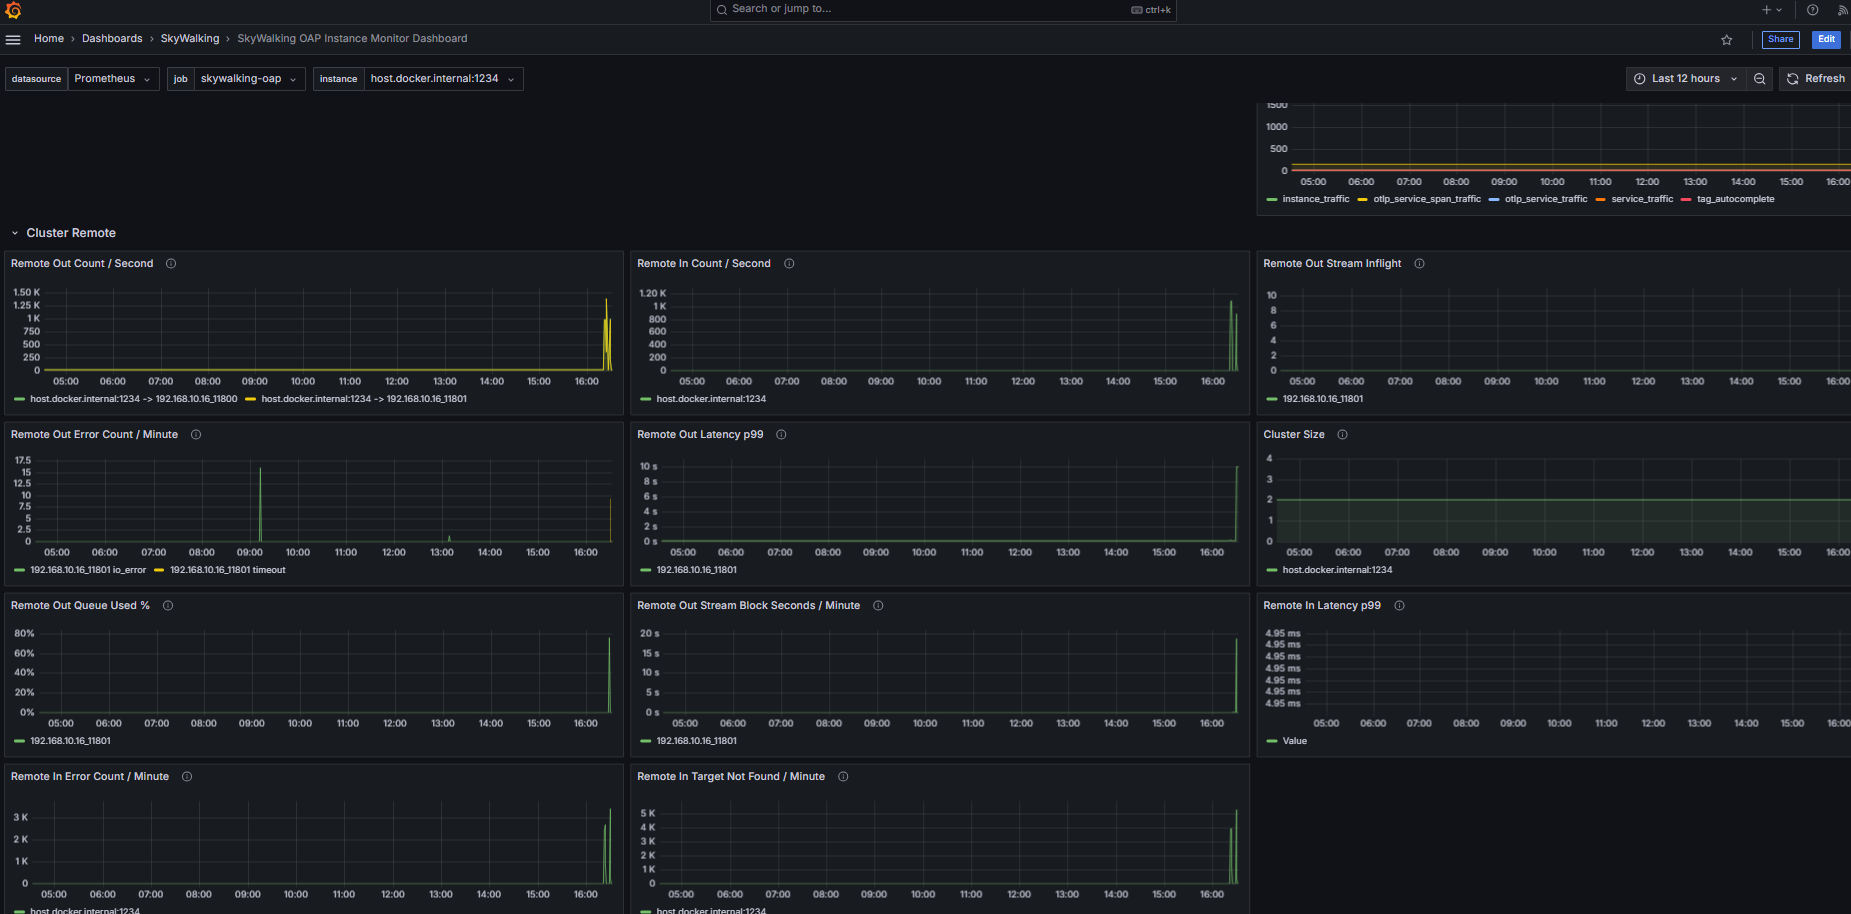 Search or jump to...
ctrl+k
Home › Dashboards › SkyWalking › SkyWalking OAP Instance Monitor Dashboard
Share
Edit
datasource Prometheus
job skywalking-oap
instance host.docker.internal:1234
Last 12 hours
Refresh
1500
1000
500
0
05:00 06:00 07:00 08:00 09:00 10:00 11:00 12:00 13:00 14:00 15:00 16:00
instance_traffic otlp_service_span_traffic otlp_service_traffic service_traffic tag_autocomplete
Cluster Remote
Remote Out Count / Second
1.50 K
1.25 K
1 K
750
500
250
0
05:00 06:00 07:00 08:00 09:00 10:00 11:00 12:00 13:00 14:00 15:00 16:00
host.docker.internal:1234 -> 192.168.10.16_11800 host.docker.internal:1234 -> 192.168.10.16_11801
Remote In Count / Second
1.20 K
1 K
800
600
400
200
0
05:00 06:00 07:00 08:00 09:00 10:00 11:00 12:00 13:00 14:00 15:00 16:00
host.docker.internal:1234
Remote Out Stream Inflight
10
8
6
4
2
0
05:00 06:00 07:00 08:00 09:00 10:00 11:00 12:00 13:00 14:00 15:00 16:00
192.168.10.16_11801
Remote Out Error Count / Minute
17.5
15
12.5
10
7.5
5
2.5
0
05:00 06:00 07:00 08:00 09:00 10:00 11:00 12:00 13:00 14:00 15:00 16:00
192.168.10.16_11801 io_error 192.168.10.16_11801 timeout
Remote Out Latency p99
10 s
8 s
6 s
4 s
2 s
0 s
05:00 06:00 07:00 08:00 09:00 10:00 11:00 12:00 13:00 14:00 15:00 16:00
192.168.10.16_11801
Cluster Size
4
3
2
1
0
05:00 06:00 07:00 08:00 09:00 10:00 11:00 12:00 13:00 14:00 15:00 16:00
host.docker.internal:1234
Remote Out Queue Used %
80%
60%
40%
20%
0%
05:00 06:00 07:00 08:00 09:00 10:00 11:00 12:00 13:00 14:00 15:00 16:00
192.168.10.16_11801
Remote Out Stream Block Seconds / Minute
20 s
15 s
10 s
5 s
0 s
05:00 06:00 07:00 08:00 09:00 10:00 11:00 12:00 13:00 14:00 15:00 16:00
192.168.10.16_11801
Remote In Latency p99
4.95 ms
4.95 ms
4.95 ms
4.95 ms
4.95 ms
4.95 ms
4.95 ms
05:00 06:00 07:00 08:00 09:00 10:00 11:00 12:00 13:00 14:00 15:00 16:00
Value
Remote In Error Count / Minute
3 K
2 K
1 K
0
05:00 06:00 07:00 08:00 09:00 10:00 11:00 12:00 13:00 14:00 15:00 16:00
host.docker.internal:1234
Remote In Target Not Found / Minute
5 K
4 K
3 K
2 K
1 K
0
05:00 06:00 07:00 08:00 09:00 10:00 11:00 12:00 13:00 14:00 15:00 16:00
host.docker.internal:1234